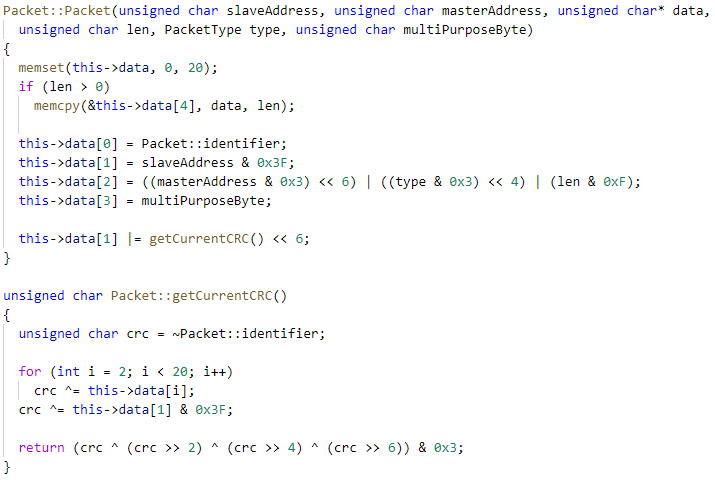 Packet::Packet(unsigned char slaveAddress, unsigned char masterAddress, unsigned char* data,
  unsigned char len, PacketType type, unsigned char multiPurposeByte)
{
  memset(this->data, 0, 20);
  if (len > 0)
    memcpy(&this->data[4], data, len);

  this->data[0] = Packet::identifier;
  this->data[1] = slaveAddress & 0x3F;
  this->data[2] = ((masterAddress & 0x3) << 6) | ((type & 0x3) << 4) | (len & 0xF);
  this->data[3] = multiPurposeByte;

  this->data[1] |= getCurrentCRC() << 6;
}

unsigned char Packet::getCurrentCRC()
{
  unsigned char crc = ~Packet::identifier;

  for (int i = 2; i < 20; i++)
    crc ^= this->data[i];
  crc ^= this->data[1] & 0x3F;

  return (crc ^ (crc >> 2) ^ (crc >> 4) ^ (crc >> 6)) & 0x3;
}